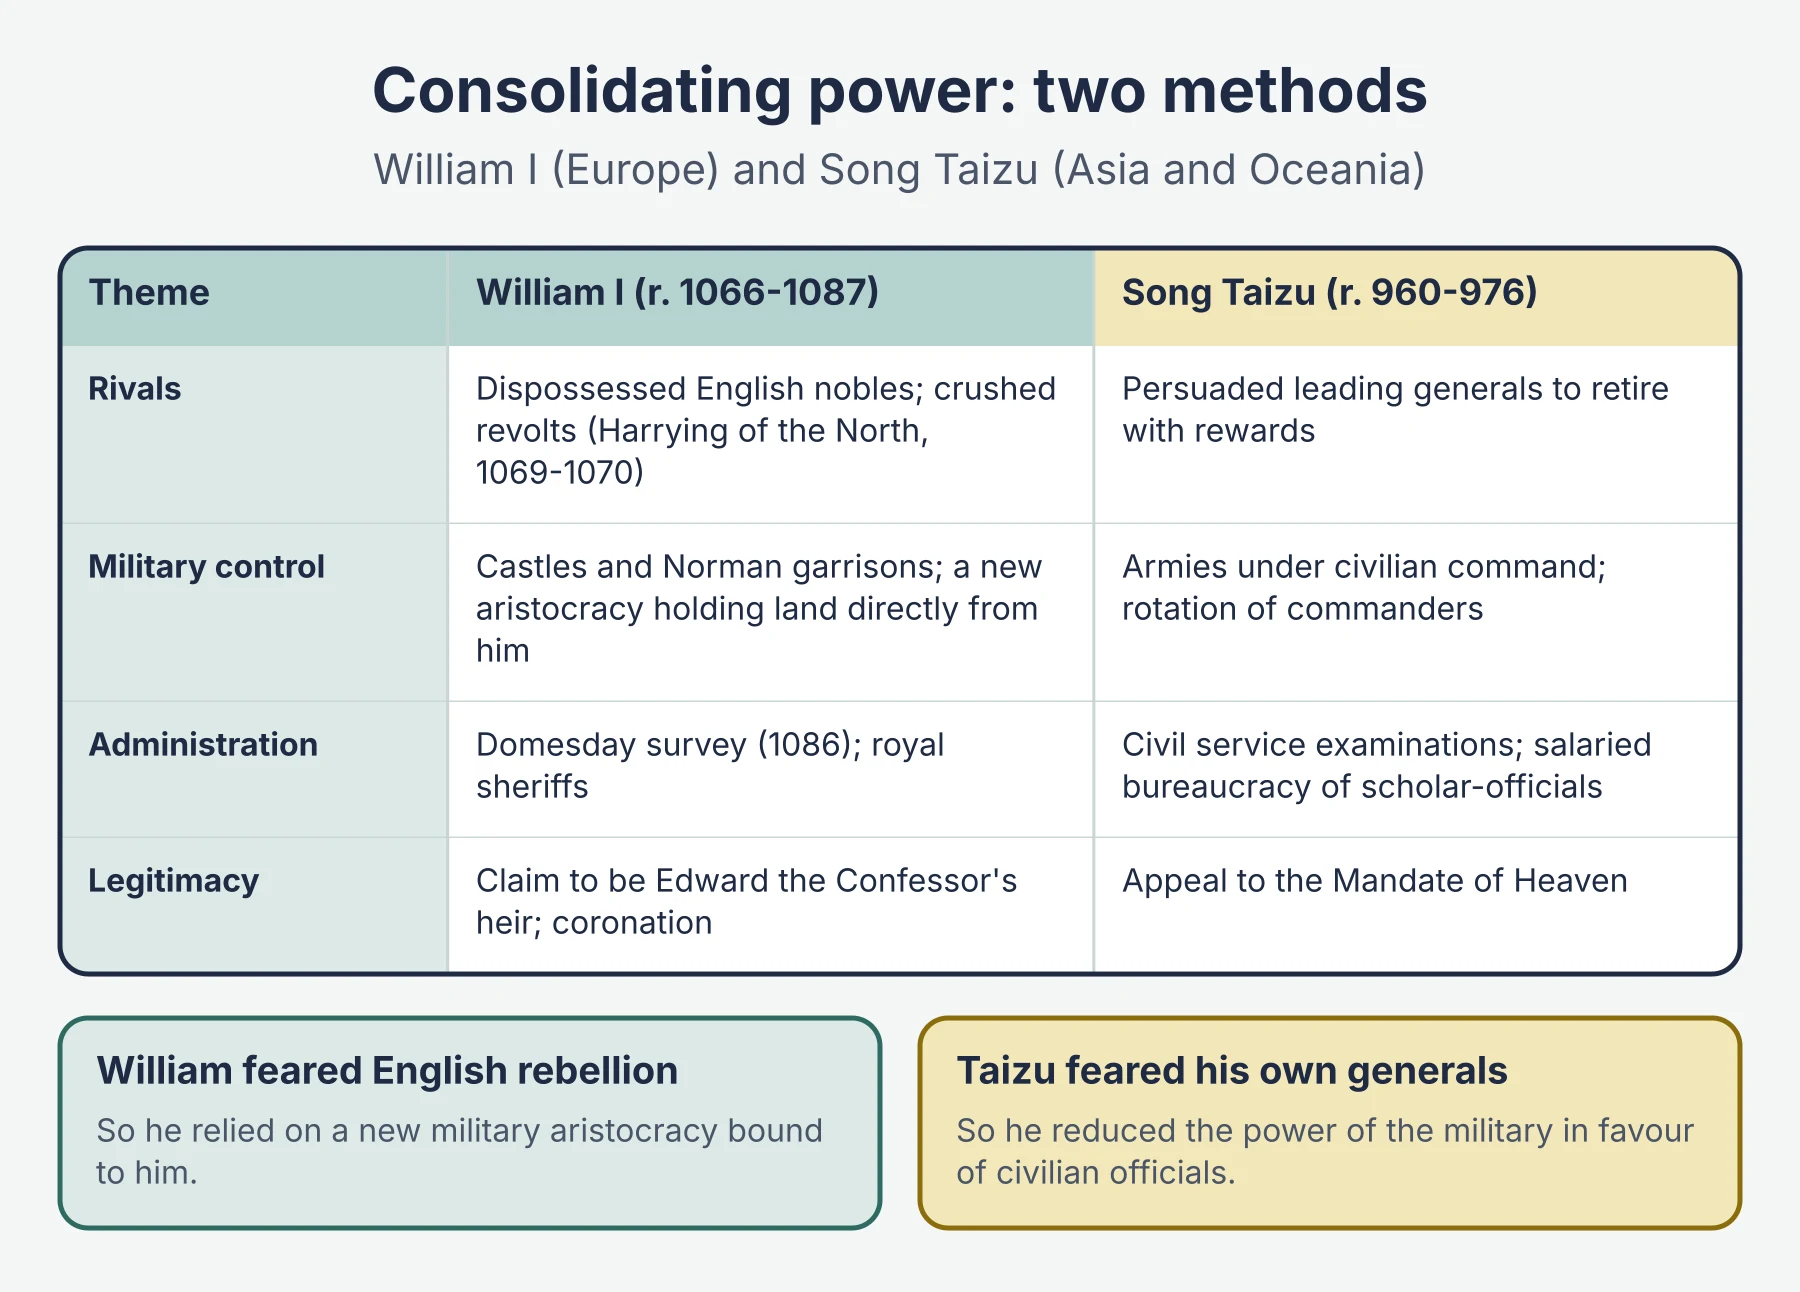 Consolidating power: two methods
William I (Europe) and Song Taizu (Asia and Oceania)
Theme
William I (r. 1066-1087)
Song Taizu (r. 960-976)
Rivals
Dispossessed English nobles; crushed
revolts (Harrying of the North,
1069-1070)
Persuaded leading generals to retire
with rewards
Military control
Castles and Norman garrisons; a new
aristocracy holding land directly from
him
Armies under civilian command;
rotation of commanders
Administration
Domesday survey (1086); royal
sheriffs
Civil service examinations; salaried
bureaucracy of scholar-officials
Legitimacy
Claim to be Edward the Confessor's
heir; coronation
Appeal to the Mandate of Heaven
William feared English rebellion
So he relied on a new military aristocracy bound
to him.
Taizu feared his own generals
So he reduced the power of the military in favour
of civilian officials.